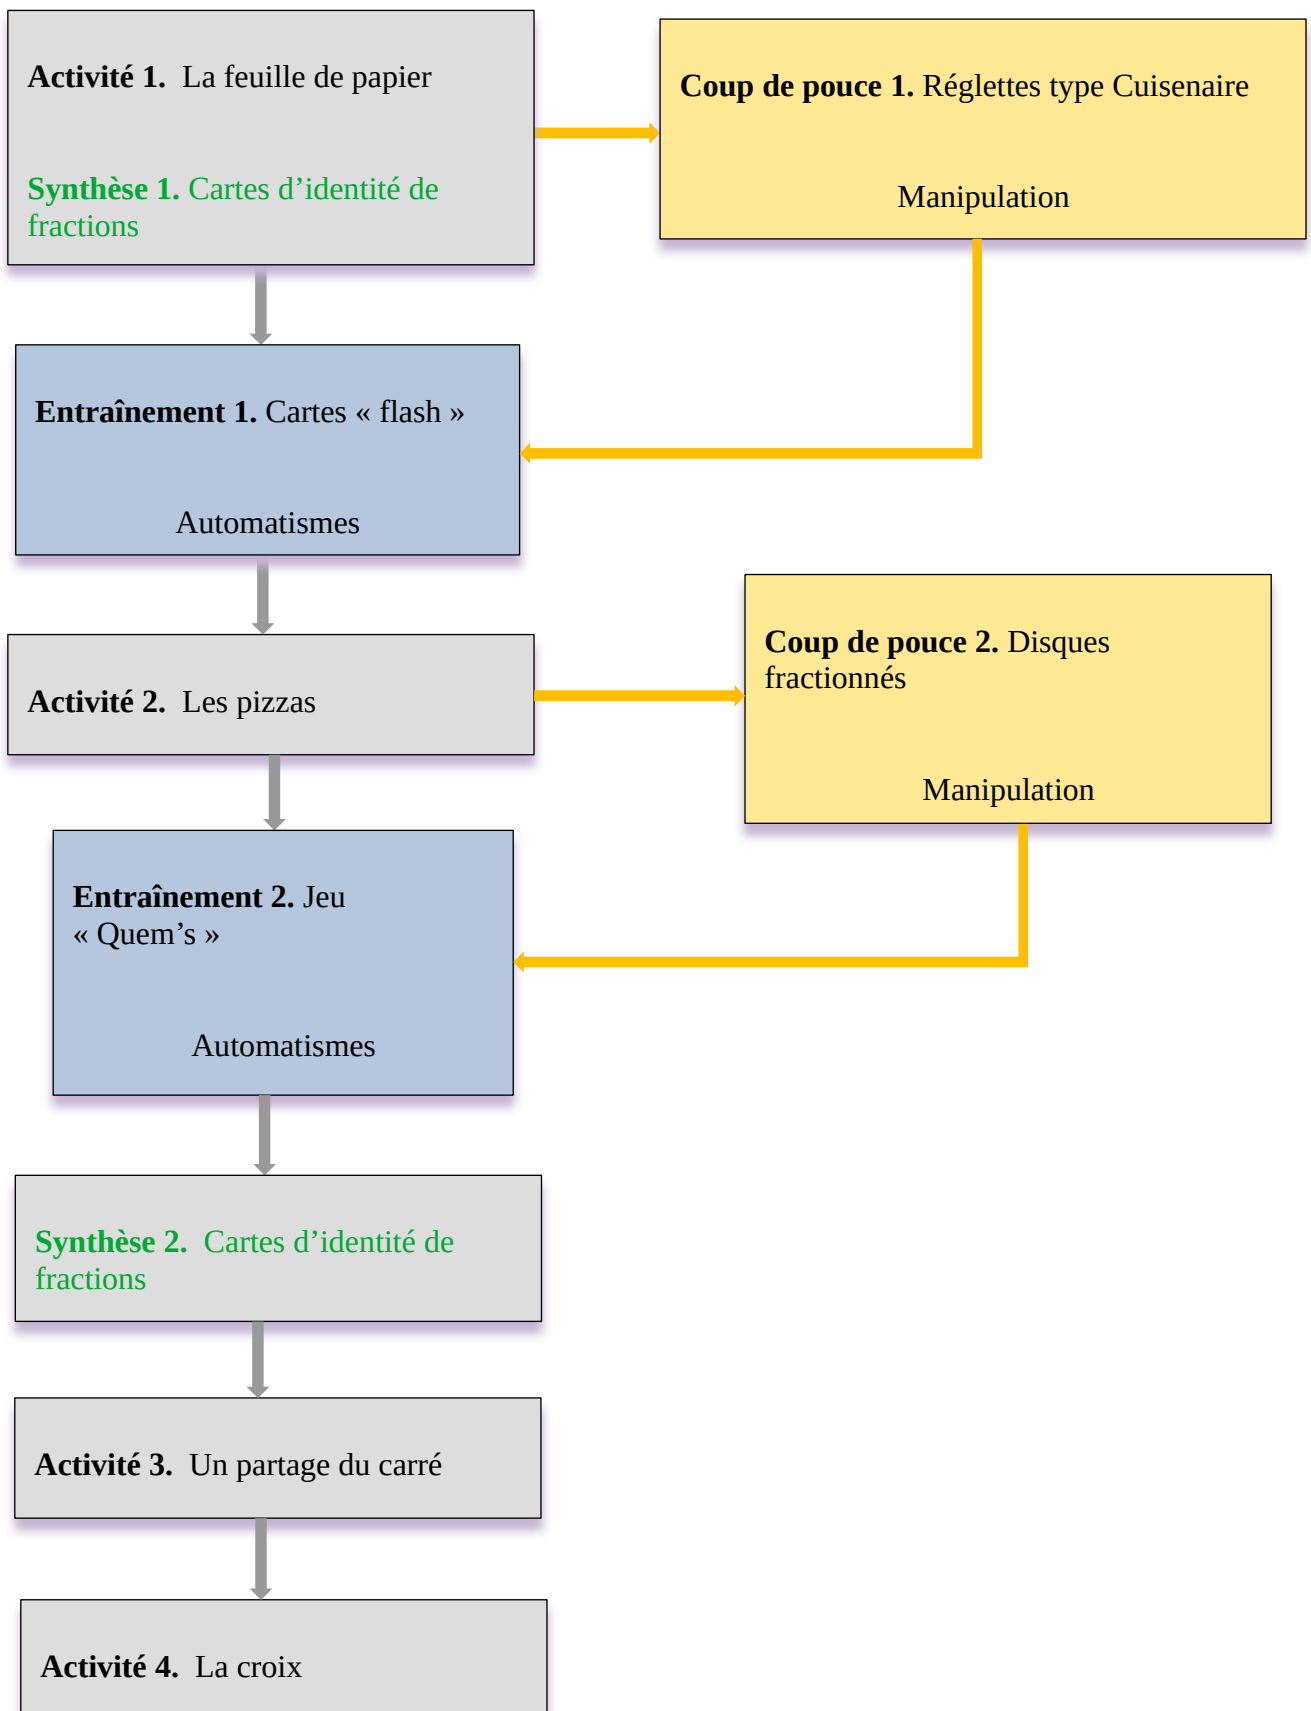 Activité 1.  La feuille de papier
Synthèse 1. Cartes d’identité de
fractions
Coup de pouce 1. Réglettes type Cuisenaire
Manipulation
Entraînement 1. Cartes « flash »
Automatismes
Activité 2.  Les pizzas
Coup de pouce 2. Disques
fractionnés
Manipulation
Entraînement 2. Jeu
« Quem’s »
Automatismes
Synthèse 2.  Cartes d’identité de
fractions
Activité 3.  Un partage du carré
Activité 4.  La croix